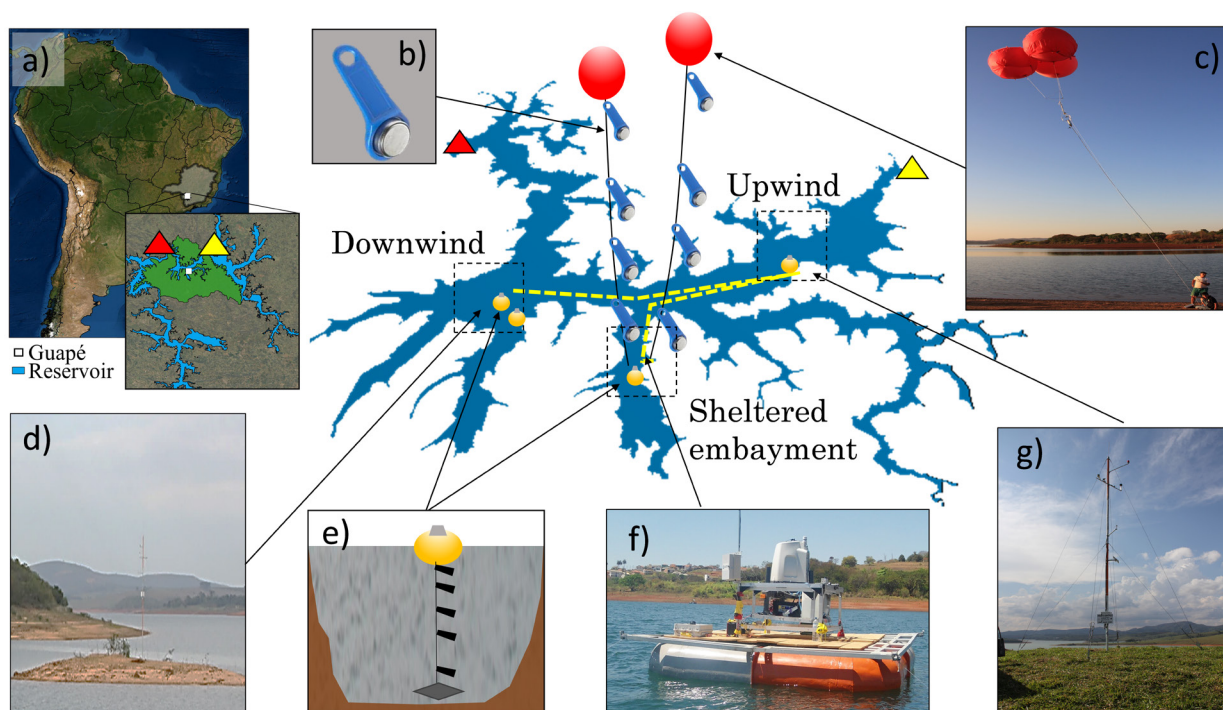 a)
Guapé
Reservoir
b)
c)
Upwind
Downwind
Sheltered
embayment
d)
e)
f)
g)